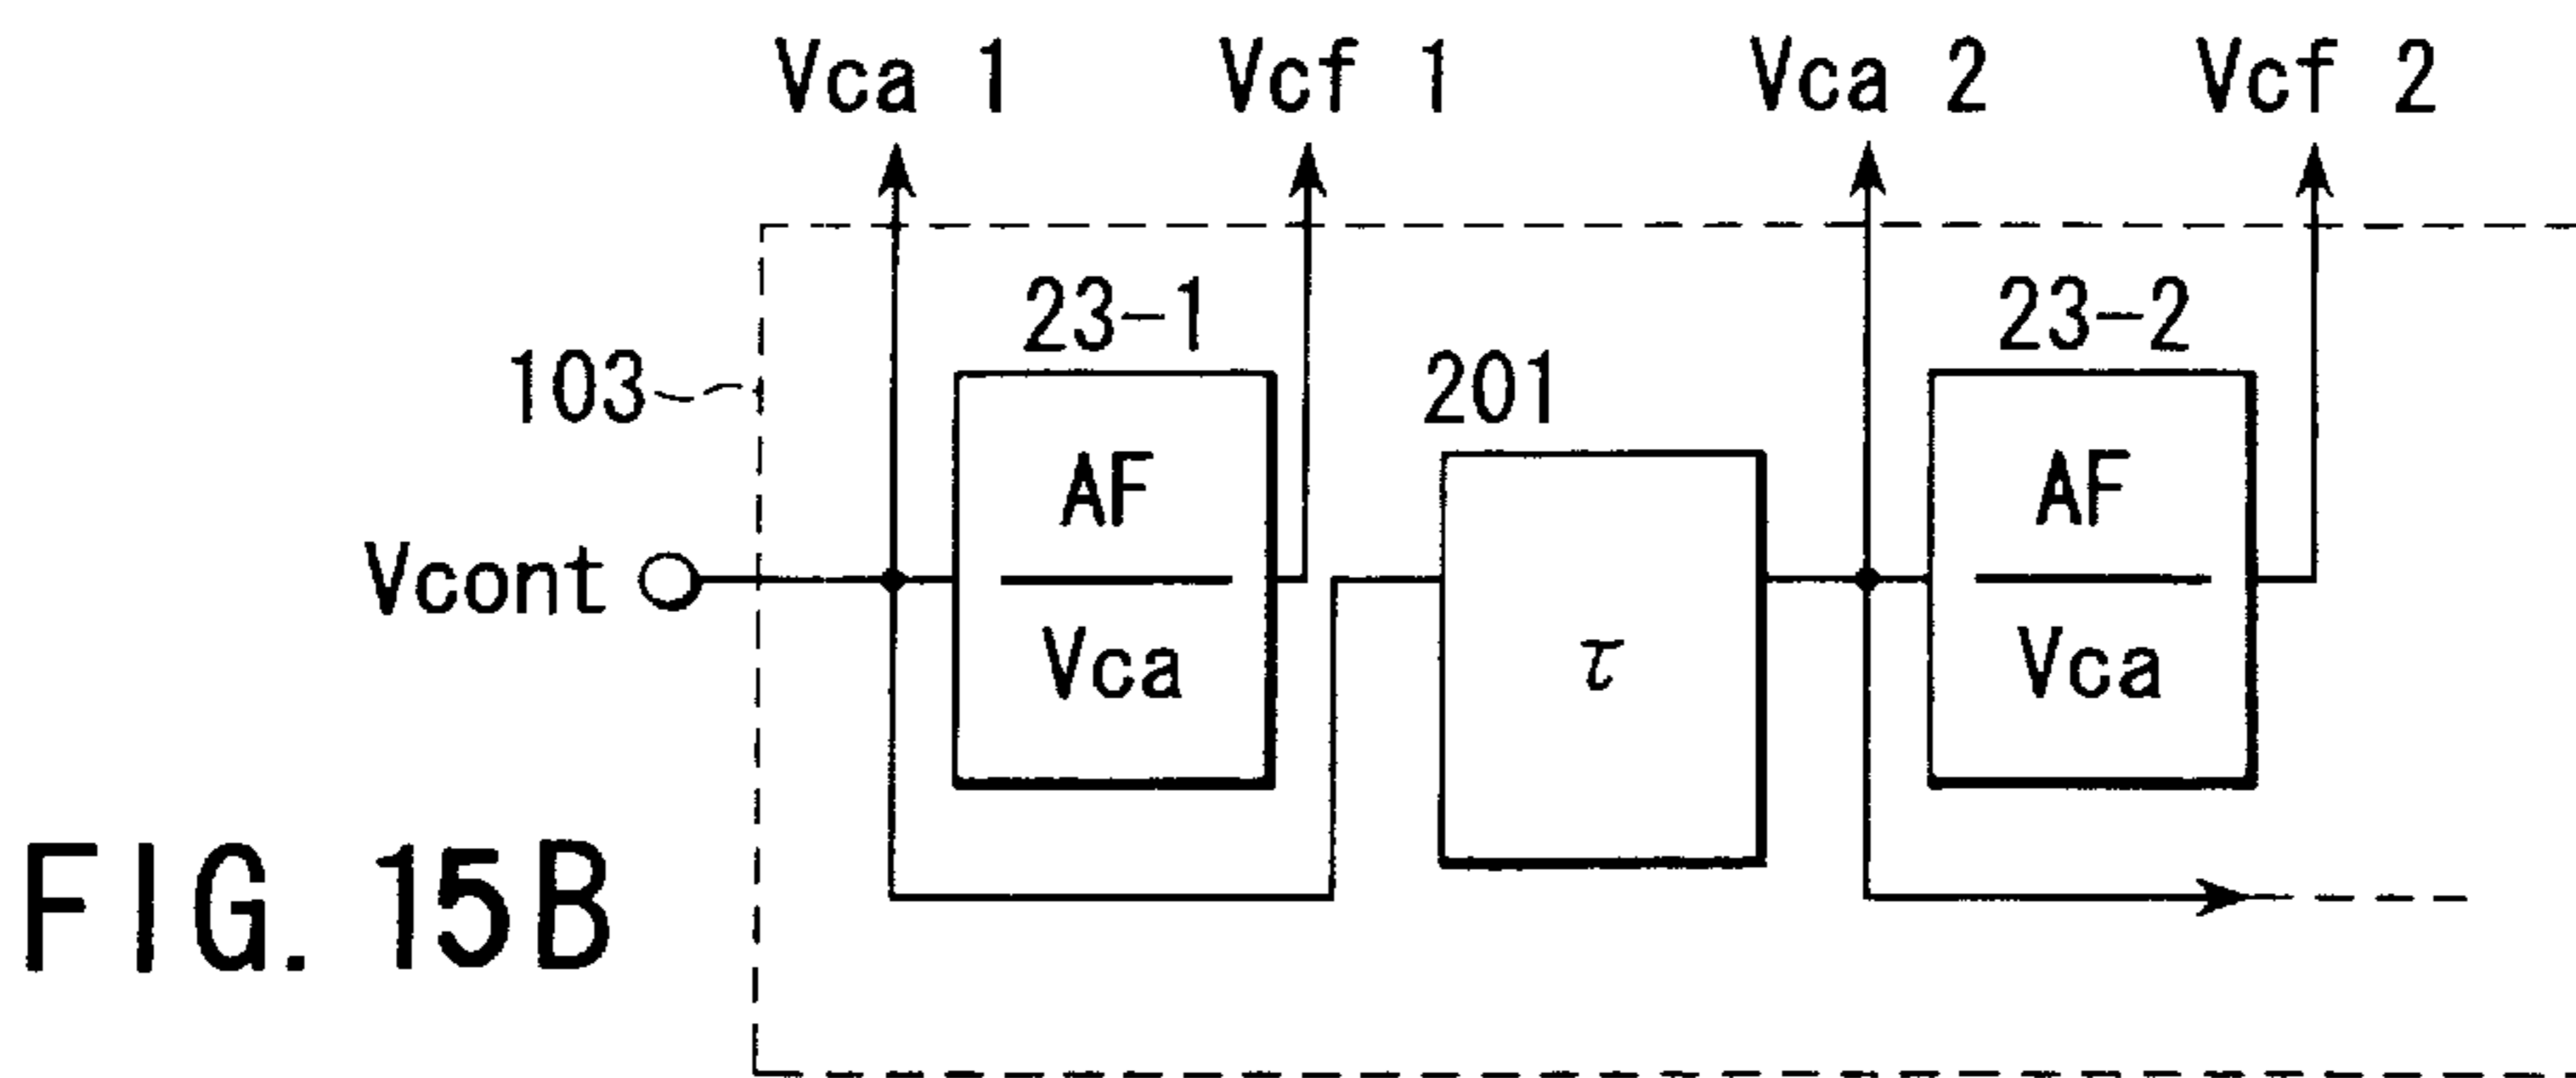 Vca 1 Vcf 1 Vca 2 Vcf 2
23-1 23-2
103 201
AF AF
Vcont
Vca τ Vca
FIG. 15B